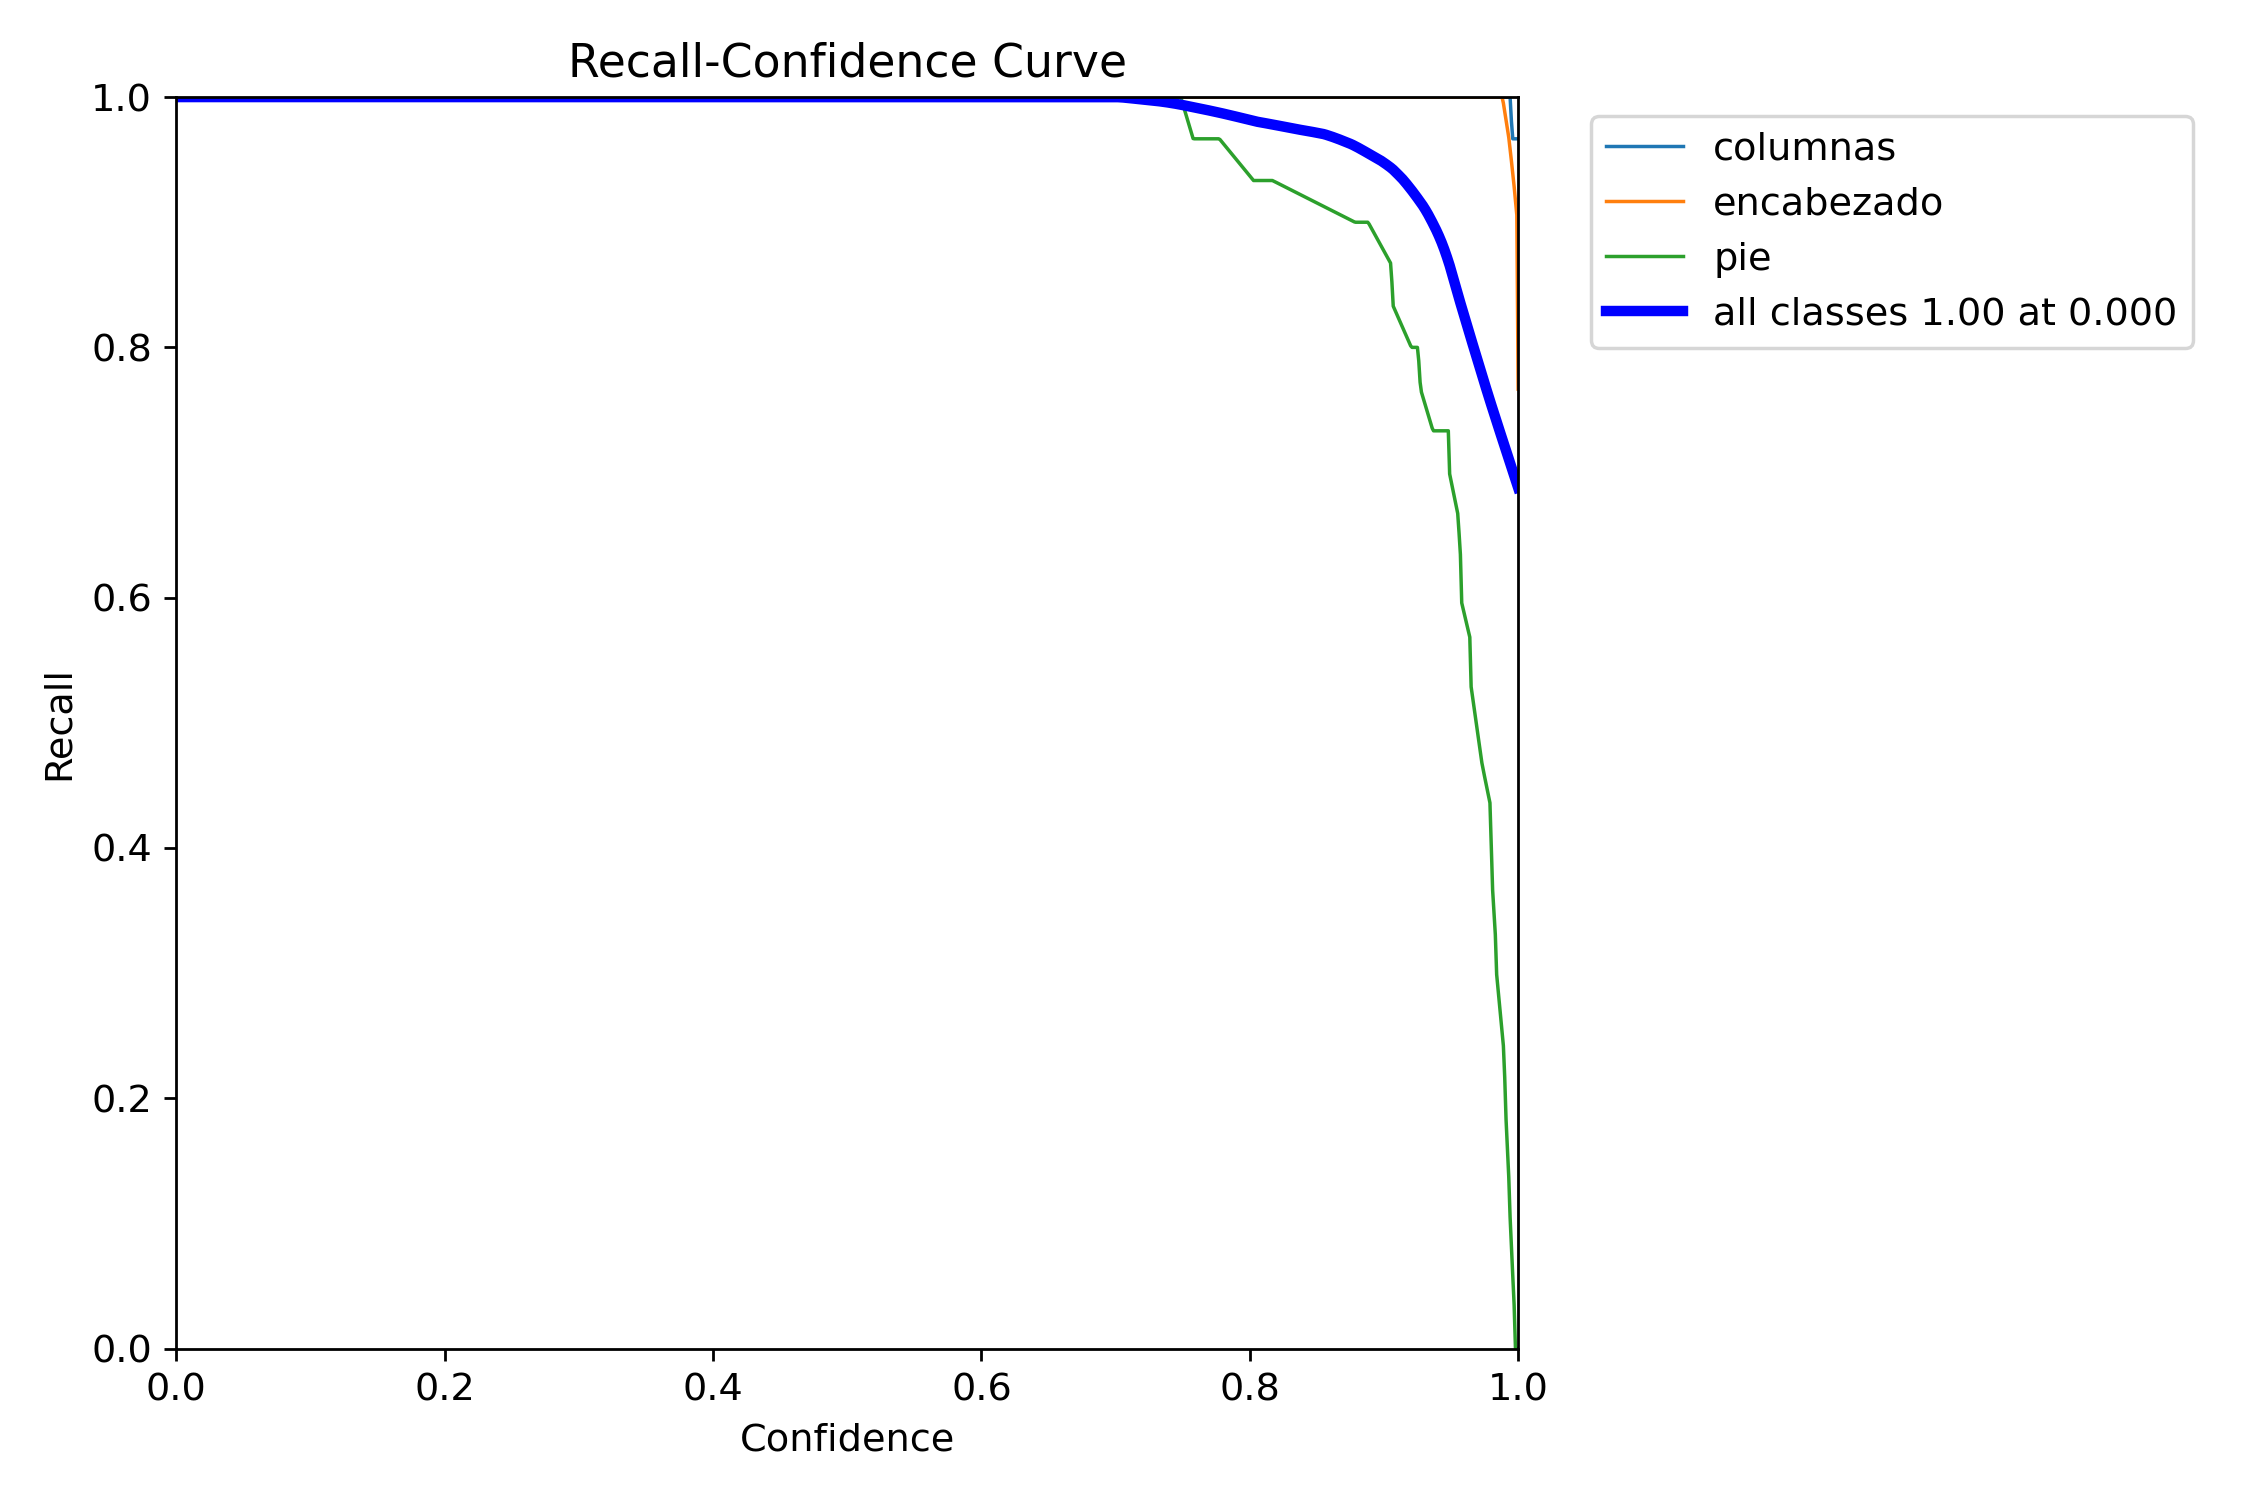 Recall-Confidence Curve
1.0
0.8
0.6
0.4
0.2
0.0
Recall
0.0 0.2 0.4 0.6 0.8 1.0
Confidence
columnas
encabezado
pie
all classes 1.00 at 0.000